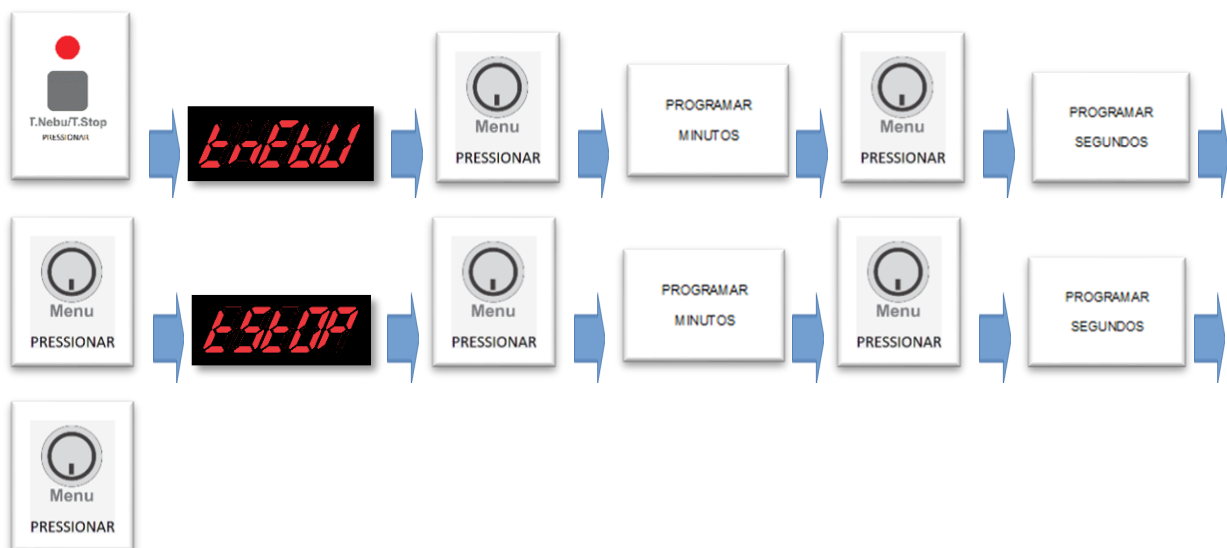 T.Nebu/T.Stop
PRESSIONAR
tnEbU
Menu
PRESSIONAR
PROGRAMAR
MINUTOS
Menu
PRESSIONAR
PROGRAMAR
SEGUNDOS
Menu
PRESSIONAR
tStOP
Menu
PRESSIONAR
PROGRAMAR
MINUTOS
Menu
PRESSIONAR
PROGRAMAR
SEGUNDOS
Menu
PRESSIONAR